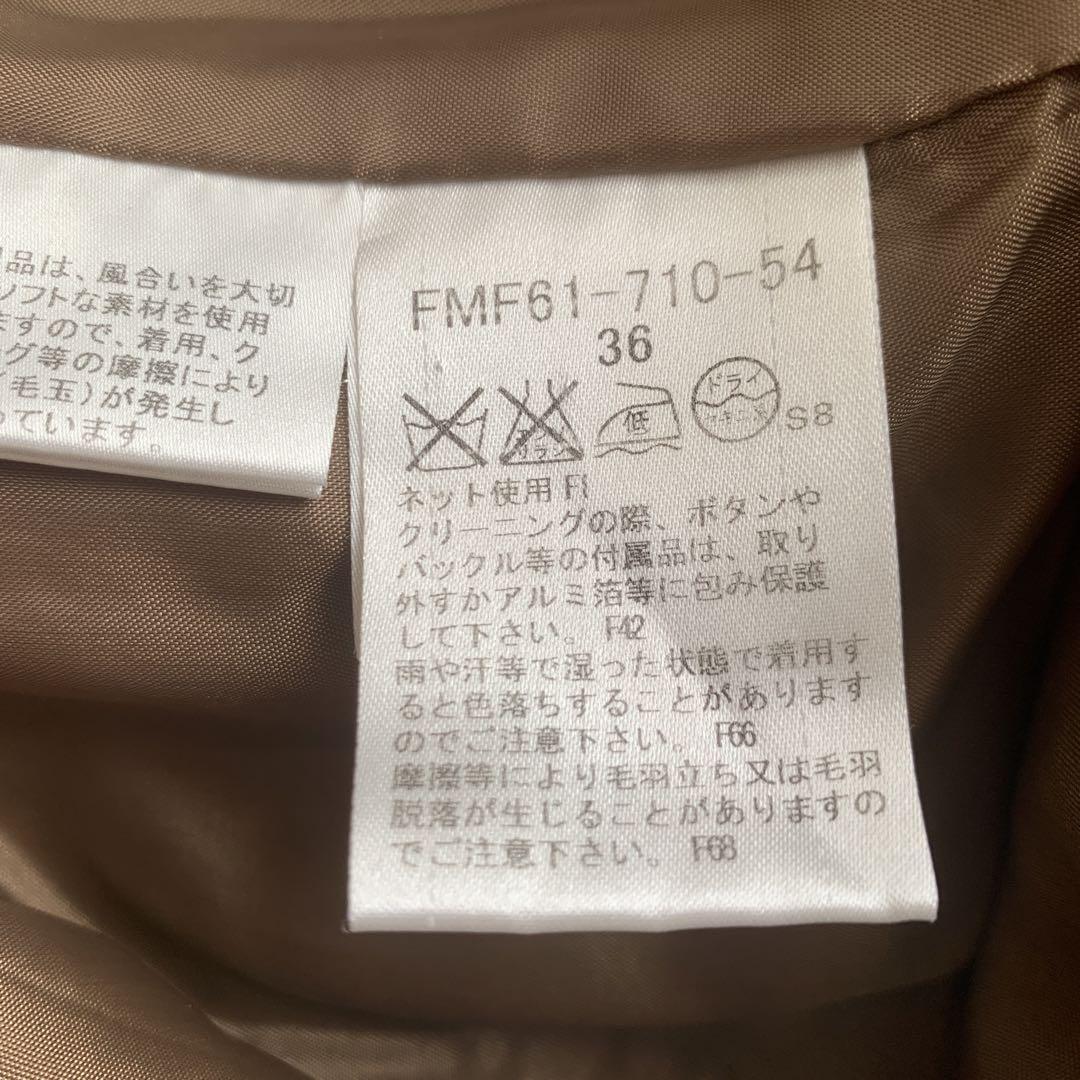 品は、風合いを大切
ソフトな素材を使用
ますので、着用、ク
グ等の摩擦により
(毛玉)が発生し
っています。
FMF61-710-54
36
低
ドライ
S8
ネット使用 F1
クリーニングの際、ボタンや
バックル等の付属品は、取り
外すかアルミ箔等に包み保護
して下さい。 F42
雨や汗等で湿った状態で着用す
ると色落ちすることがあります
のでご注意下さい。 F66
摩擦等により毛羽立ち又は毛羽
脱落が生じることがありますの
でご注意下さい。 F68